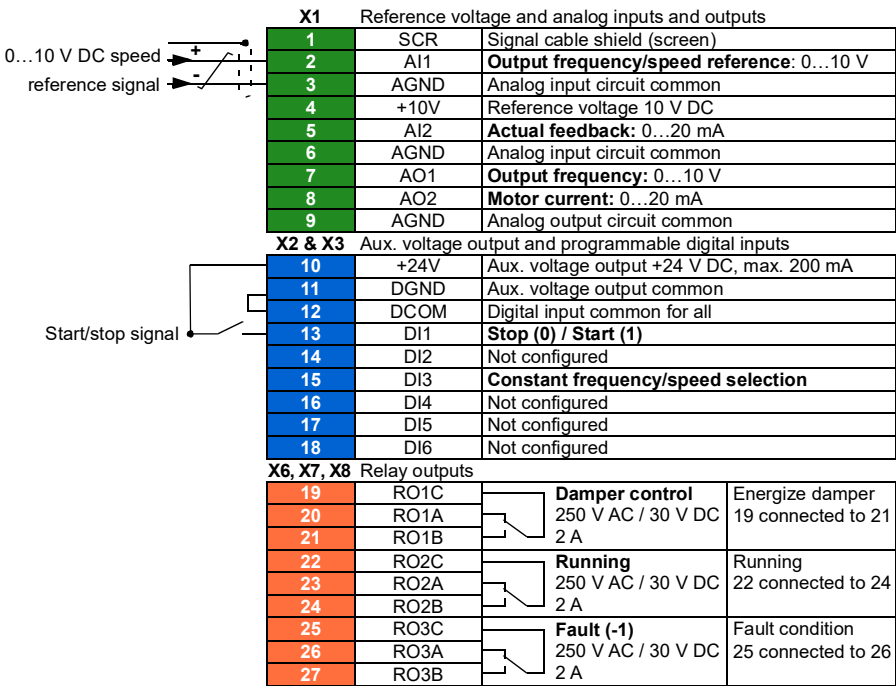 X1 Reference voltage and analog inputs and outputs
1 SCR Signal cable shield (screen)
0…10 V DC speed + 2 AI1 Output frequency/speed reference: 0…10 V
reference signal - 3 AGND Analog input circuit common
4 +10V Reference voltage 10 V DC
5 AI2 Actual feedback: 0…20 mA
6 AGND Analog input circuit common
7 AO1 Output frequency: 0…10 V
8 AO2 Motor current: 0…20 mA
9 AGND Analog output circuit common
X2 & X3 Aux. voltage output and programmable digital inputs
10 +24V Aux. voltage output +24 V DC, max. 200 mA
11 DGND Aux. voltage output common
12 DCOM Digital input common for all
Start/stop signal 13 DI1 Stop (0) / Start (1)
14 DI2 Not configured
15 DI3 Constant frequency/speed selection
16 DI4 Not configured
17 DI5 Not configured
18 DI6 Not configured
X6, X7, X8 Relay outputs
19 RO1C Damper control Energize damper
20 RO1A 250 V AC / 30 V DC 19 connected to 21
21 RO1B 2 A
22 RO2C Running Running
23 RO2A 250 V AC / 30 V DC 22 connected to 24
24 RO2B 2 A
25 RO3C Fault (-1) Fault condition
26 RO3A 250 V AC / 30 V DC 25 connected to 26
27 RO3B 2 A